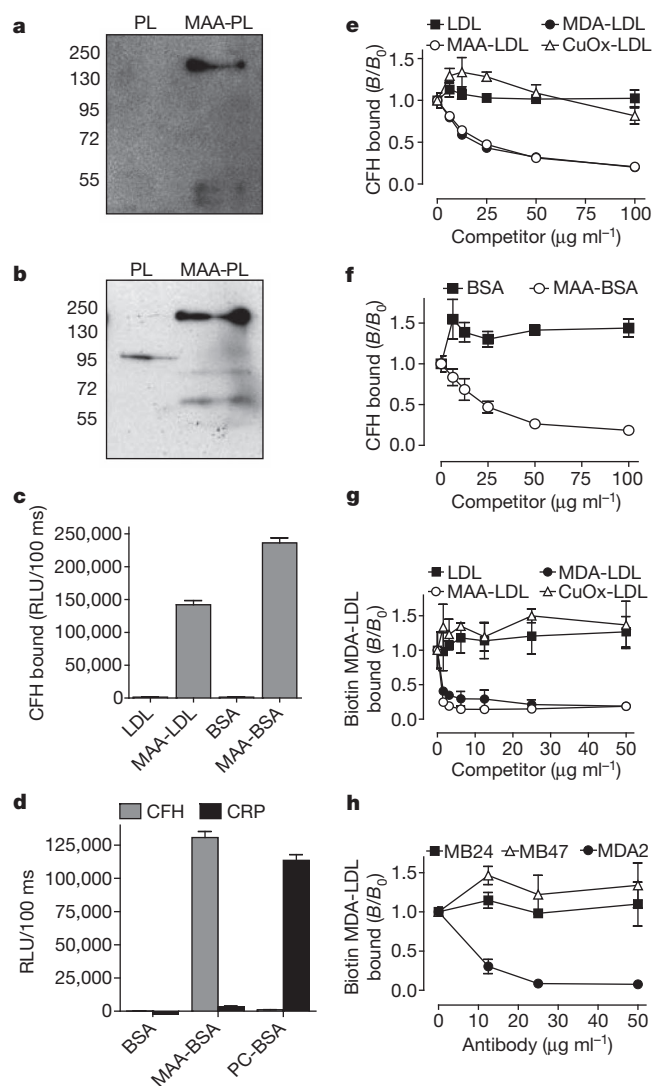 a
PL MAA-PL
250
130
95
72
55
b
PL MAA-PL
250
130
95
72
55
c
CFH bound (RLU/100 ms)
250,000
200,000
150,000
100,000
50,000
0
LDL
MAA-LDL
BSA
MAA-BSA
d
CFH CRP
RLU/100 ms
125,000
100,000
75,000
50,000
25,000
0
BSA
MAA-BSA
PC-BSA
e
LDL MDA-LDL
MAA-LDL CuOx-LDL
CFH bound (B/B₀)
1.5
1.0
0.5
0.0
0 25 50 75 100
Competitor (μg ml⁻¹)
f
BSA MAA-BSA
CFH bound (B/B₀)
1.5
1.0
0.5
0.0
0 25 50 75 100
Competitor (μg ml⁻¹)
g
LDL MDA-LDL
MAA-LDL CuOx-LDL
Biotin MDA-LDL
bound (B/B₀)
1.5
1.0
0.5
0.0
0 10 20 30 40 50
Competitor (μg ml⁻¹)
h
MB24 MB47 MDA2
Biotin MDA-LDL
bound (B/B₀)
1.5
1.0
0.5
0.0
0 10 20 30 40 50
Antibody (μg ml⁻¹)